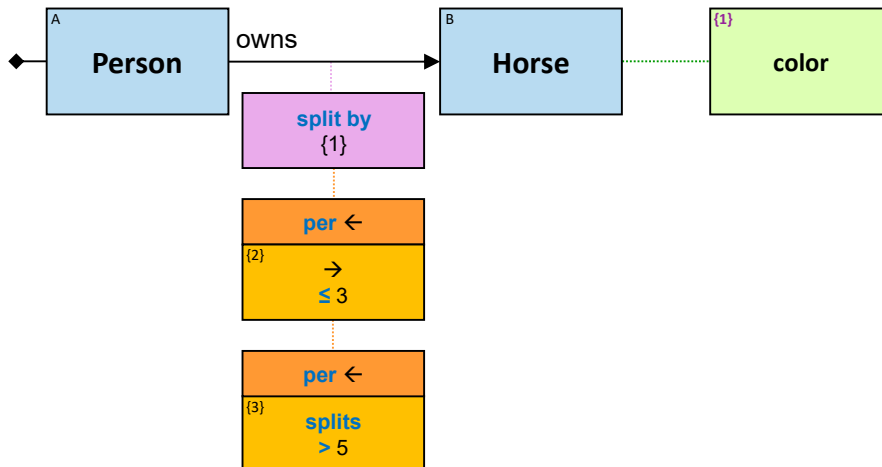 A
Person
owns
B
Horse
{1}
color
split by
{1}
per ←
{2}
→
≤ 3
per ←
{3}
splits
> 5